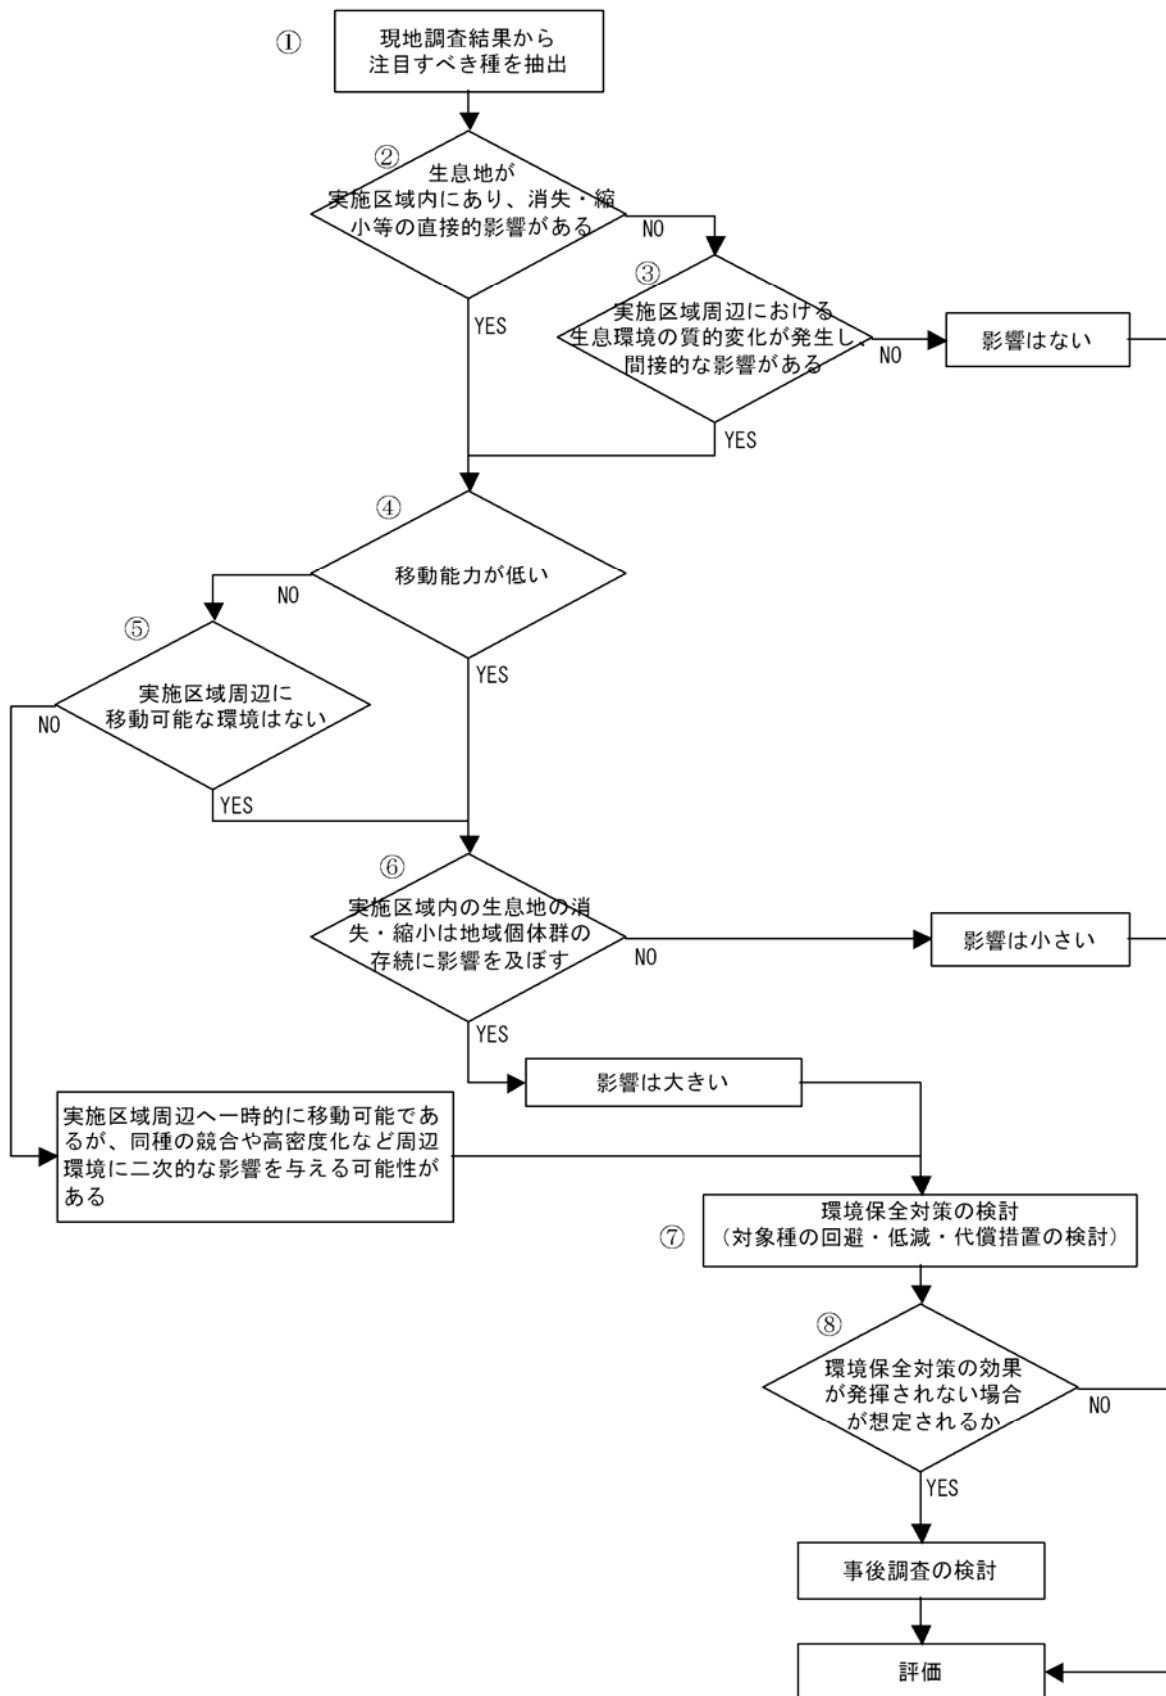 ①
現地調査結果から
注目すべき種を抽出
②
生息地が
実施区域内にあり、消失・縮
小等の直接的影響がある
NO
YES
③
実施区域周辺における
生息環境の質的変化が発生し、
間接的な影響がある
NO
影響はない
YES
④
移動能力が低い
NO
YES
⑤
実施区域周辺に
移動可能な環境はない
NO
YES
⑥
実施区域内の生息地の消
失・縮小は地域個体群の
存続に影響を及ぼす
NO
影響は小さい
YES
影響は大きい
実施区域周辺へ一時的に移動可能であ
るが、同種の競合や高密度化など周辺
環境に二次的な影響を与える可能性が
ある
⑦
環境保全対策の検討
（対象種の回避・低減・代償措置の検討）
⑧
環境保全対策の効果
が発揮されない場合
が想定されるか
NO
YES
事後調査の検討
評価